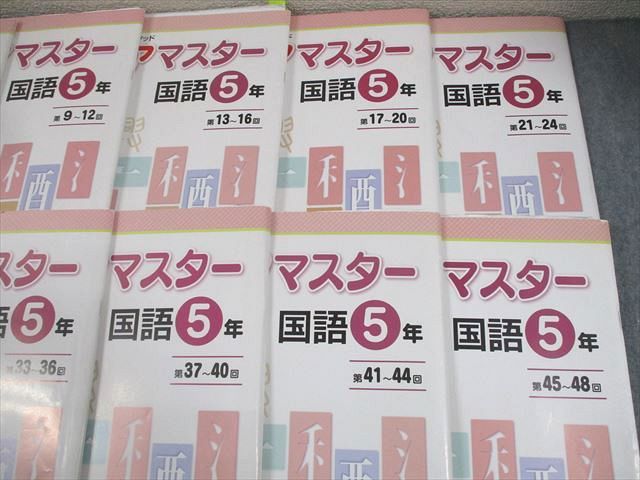 マスター
国語5年
第9～12回
マスター
国語5年
第13～16回
マスター
国語5年
第17～20回
マスター
国語5年
第21～24回
スター
語5年
第33～36回
マスター
国語5年
第37～40回
マスター
国語5年
第41～44回
マスター
国語5年
第45～48回